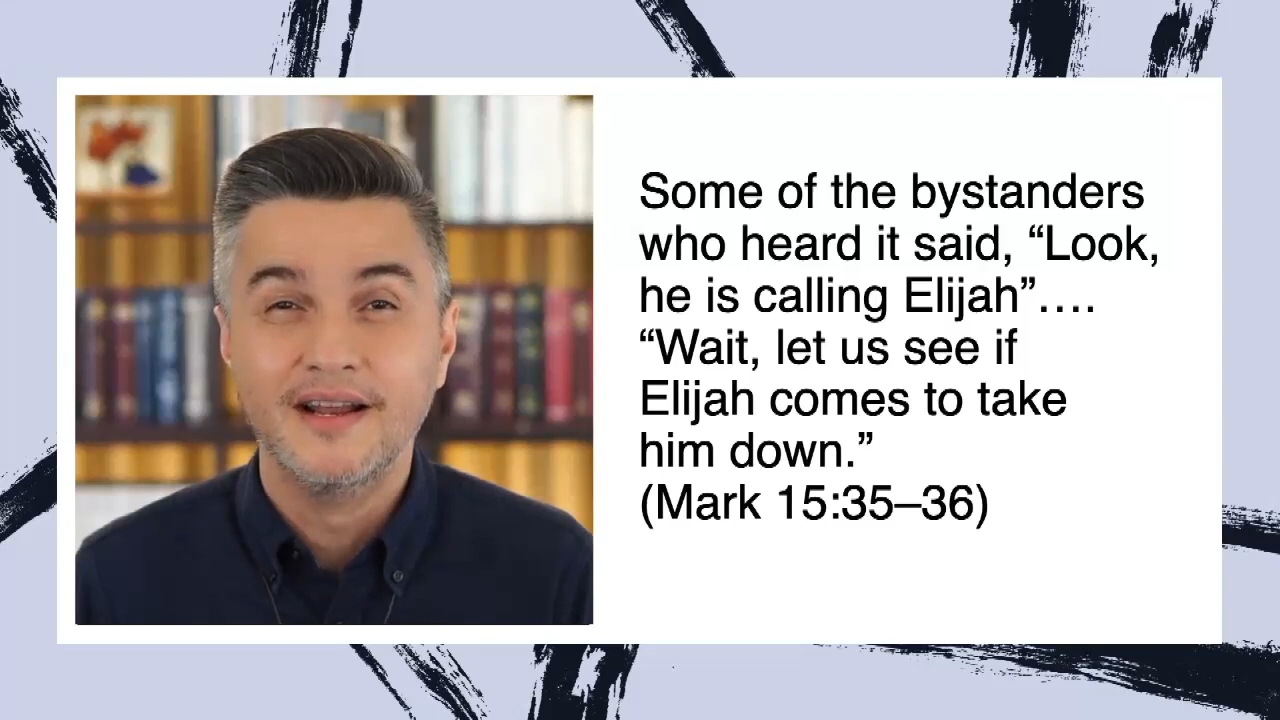 Some of the bystanders
who heard it said, “Look,
he is calling Elijah”….
“Wait, let us see if
Elijah comes to take
him down.”
(Mark 15:35–36)